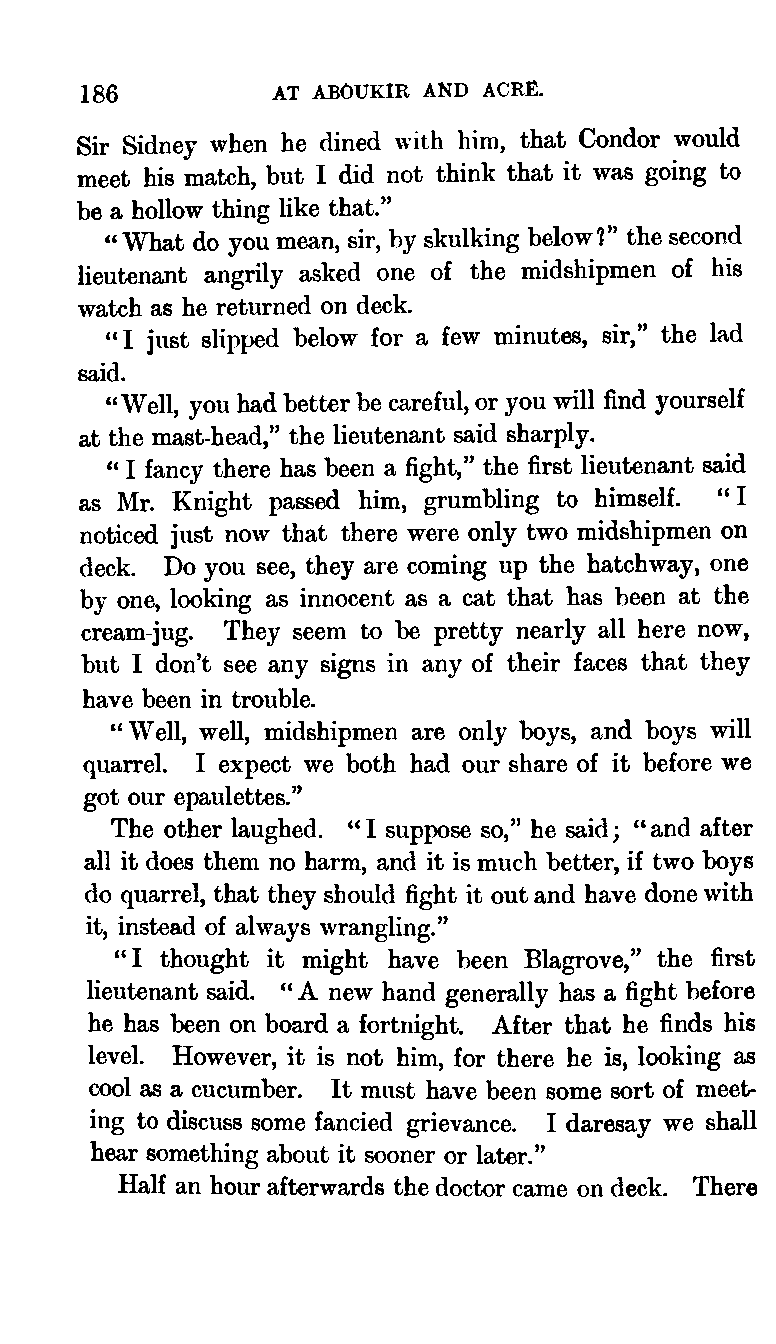 186 AT ABOUKIR AND ACRE.
Sir Sidney when he dined with him, that Condor would
meet his match, but I did not think that it was going to
be a hollow thing like that.”
“What do you mean, sir, by skulking below?” the second
lieutenant angrily asked one of the midshipmen of his
watch as he returned on deck.
“I just slipped below for a few minutes, sir,” the lad
said.
“Well, you had better be careful, or you will find yourself
at the mast-head,” the lieutenant said sharply.
“I fancy there has been a fight,” the first lieutenant said
as Mr. Knight passed him, grumbling to himself. “I
noticed just now that there were only two midshipmen on
deck. Do you see, they are coming up the hatchway, one
by one, looking as innocent as a cat that has been at the
cream-jug. They seem to be pretty nearly all here now,
but I don’t see any signs in any of their faces that they
have been in trouble.
“Well, well, midshipmen are only boys, and boys will
quarrel. I expect we both had our share of it before we
got our epaulettes.”
The other laughed. “I suppose so,” he said; “and after
all it does them no harm, and it is much better, if two boys
do quarrel, that they should fight it out and have done with
it, instead of always wrangling.”
“I thought it might have been Blagrove,” the first
lieutenant said. “A new hand generally has a fight before
he has been on board a fortnight. After that he finds his
level. However, it is not him, for there he is, looking as
cool as a cucumber. It must have been some sort of meet-
ing to discuss some fancied grievance. I daresay we shall
hear something about it sooner or later.”
Half an hour afterwards the doctor came on deck. There